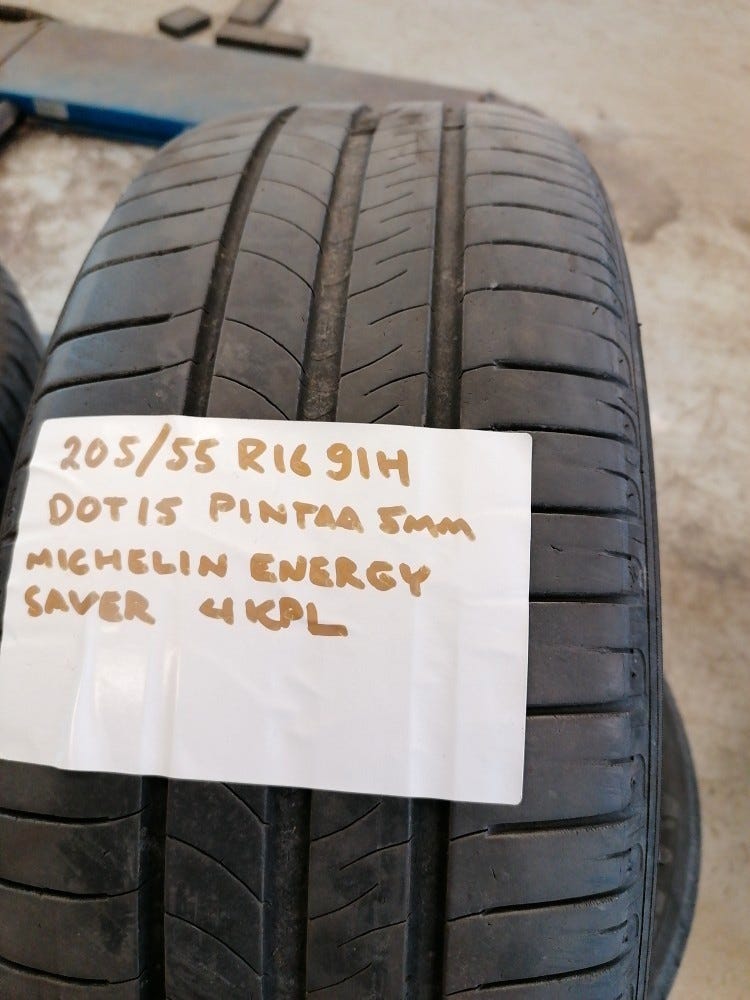 205/55 R16 91H
DOT15 PINTAA 5mm
MICHELIN ENERGY
SAVER 4KPL